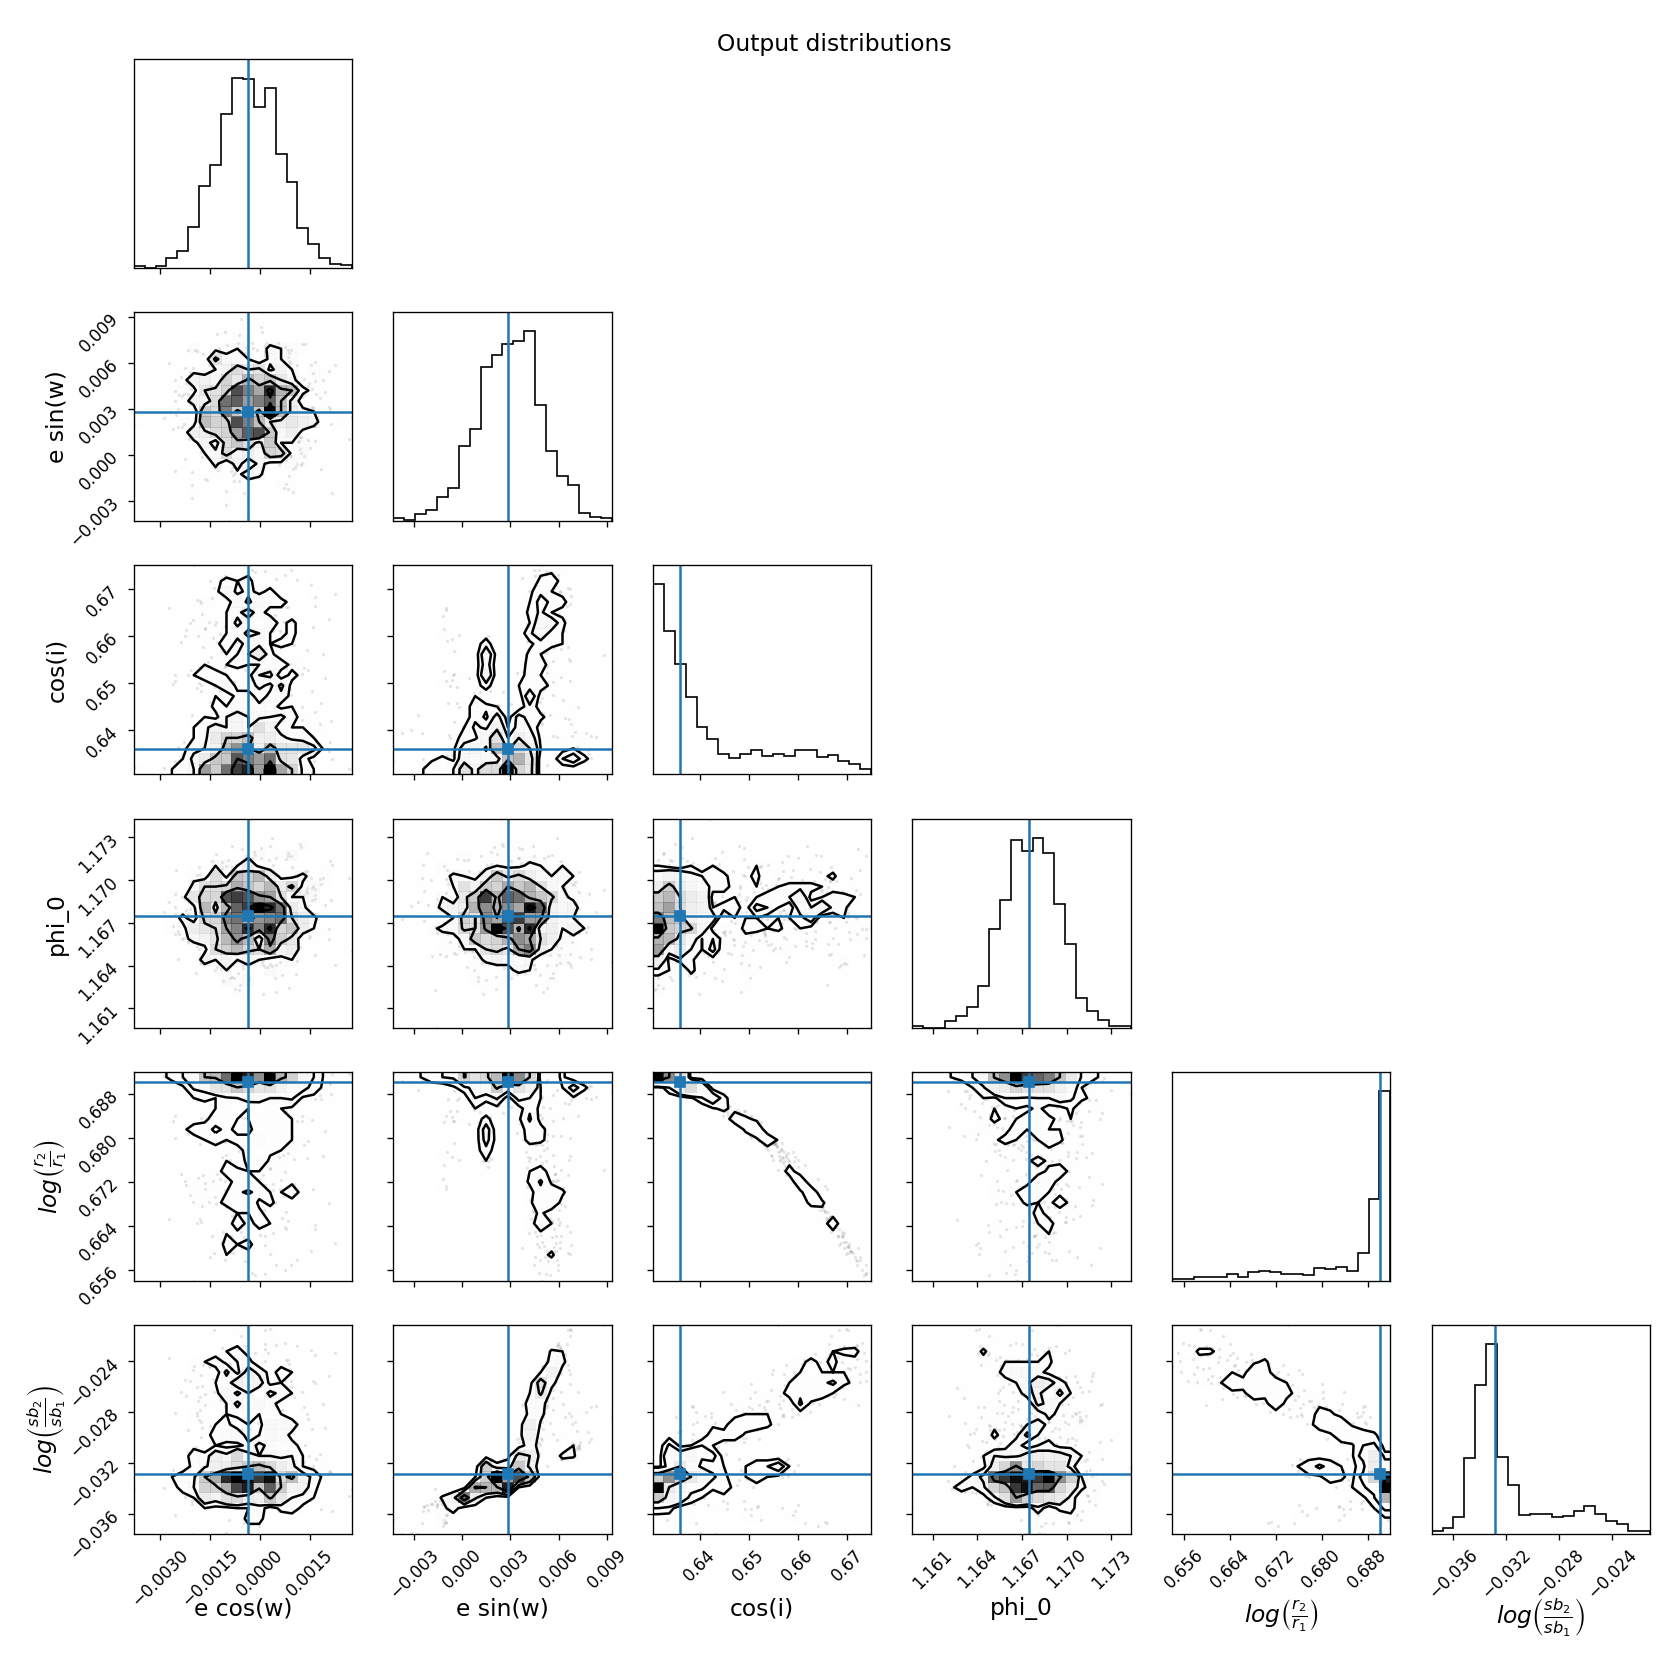 Output distributions
0.009
0.006
0.003
0.000
−0.003
e sin(w)
0.67
0.66
0.65
0.64
cos(i)
1.173
1.170
1.167
1.164
1.161
phi_0
0.688
0.680
0.672
0.664
0.656
log(r₂/r₁)
−0.024
−0.028
−0.032
−0.036
log(sb₂/sb₁)
−0.0030 −0.0015 0.0000 0.0015
−0.003 0.000 0.003 0.006 0.009
0.64 0.65 0.66 0.67
1.161 1.164 1.167 1.170 1.173
0.656 0.664 0.672 0.680 0.688
−0.036 −0.032 −0.028 −0.024
e cos(w) e sin(w) cos(i) phi_0 log(r₂/r₁) log(sb₂/sb₁)